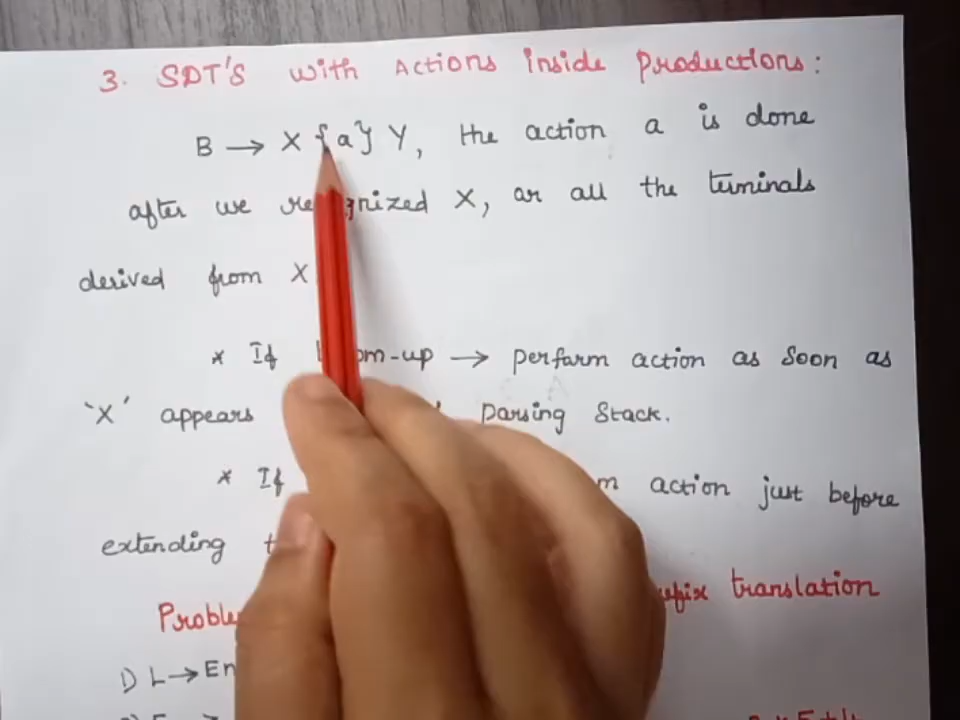 3. SDT'S with Actions Inside Productions:
B → X {a} Y, the action a is done
after we recognized X, or all the terminals
derived from X
* If bottom-up → perform action as soon as
'X' appears Parsing Stack.
* If action just before
extending
translation
1) L → En